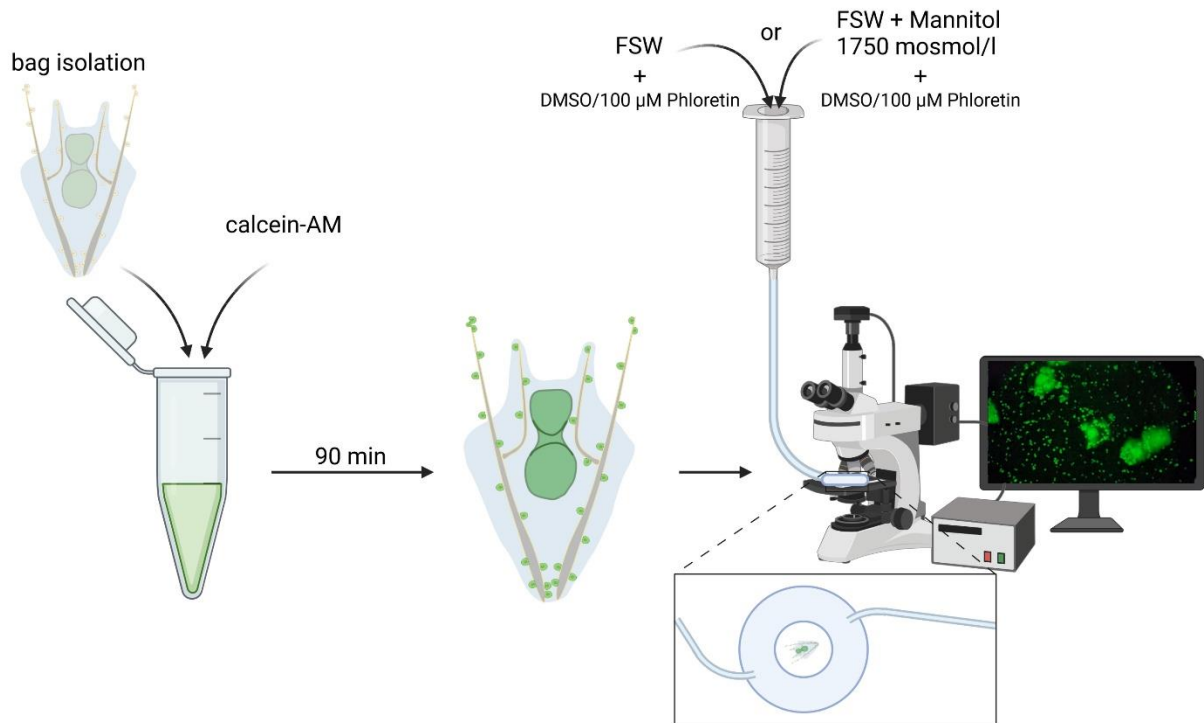 bag isolation
calcein-AM
90 min
FSW
+
DMSO/100 µM Phloretin
or
FSW + Mannitol
1750 mosmol/l
+
DMSO/100 µM Phloretin